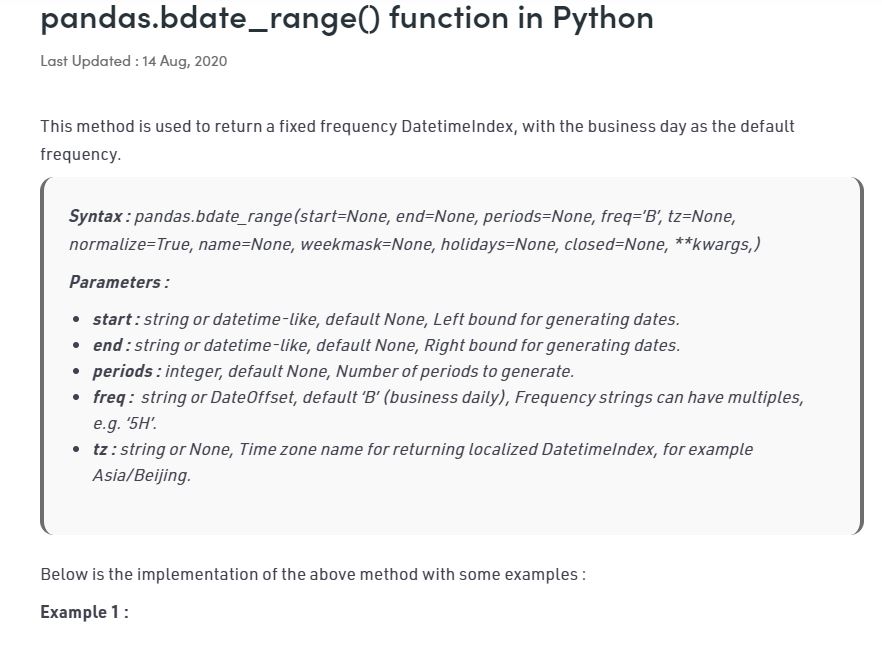 pandas.bdate_range() function in Python
Last Updated : 14 Aug, 2020
This method is used to return a fixed frequency DatetimeIndex, with the business day as the default
frequency.
Syntax : pandas.bdate_range(start=None, end=None, periods=None, freq=’B’, tz=None,
normalize=True, name=None, weekmask=None, holidays=None, closed=None, **kwargs,)
Parameters :
• start : string or datetime-like, default None, Left bound for generating dates.
• end : string or datetime-like, default None, Right bound for generating dates.
• periods : integer, default None, Number of periods to generate.
• freq : string or DateOffset, default ‘B’ (business daily), Frequency strings can have multiples,
e.g. ‘5H’.
• tz : string or None, Time zone name for returning localized DatetimeIndex, for example
Asia/Beijing.
Below is the implementation of the above method with some examples :
Example 1 :